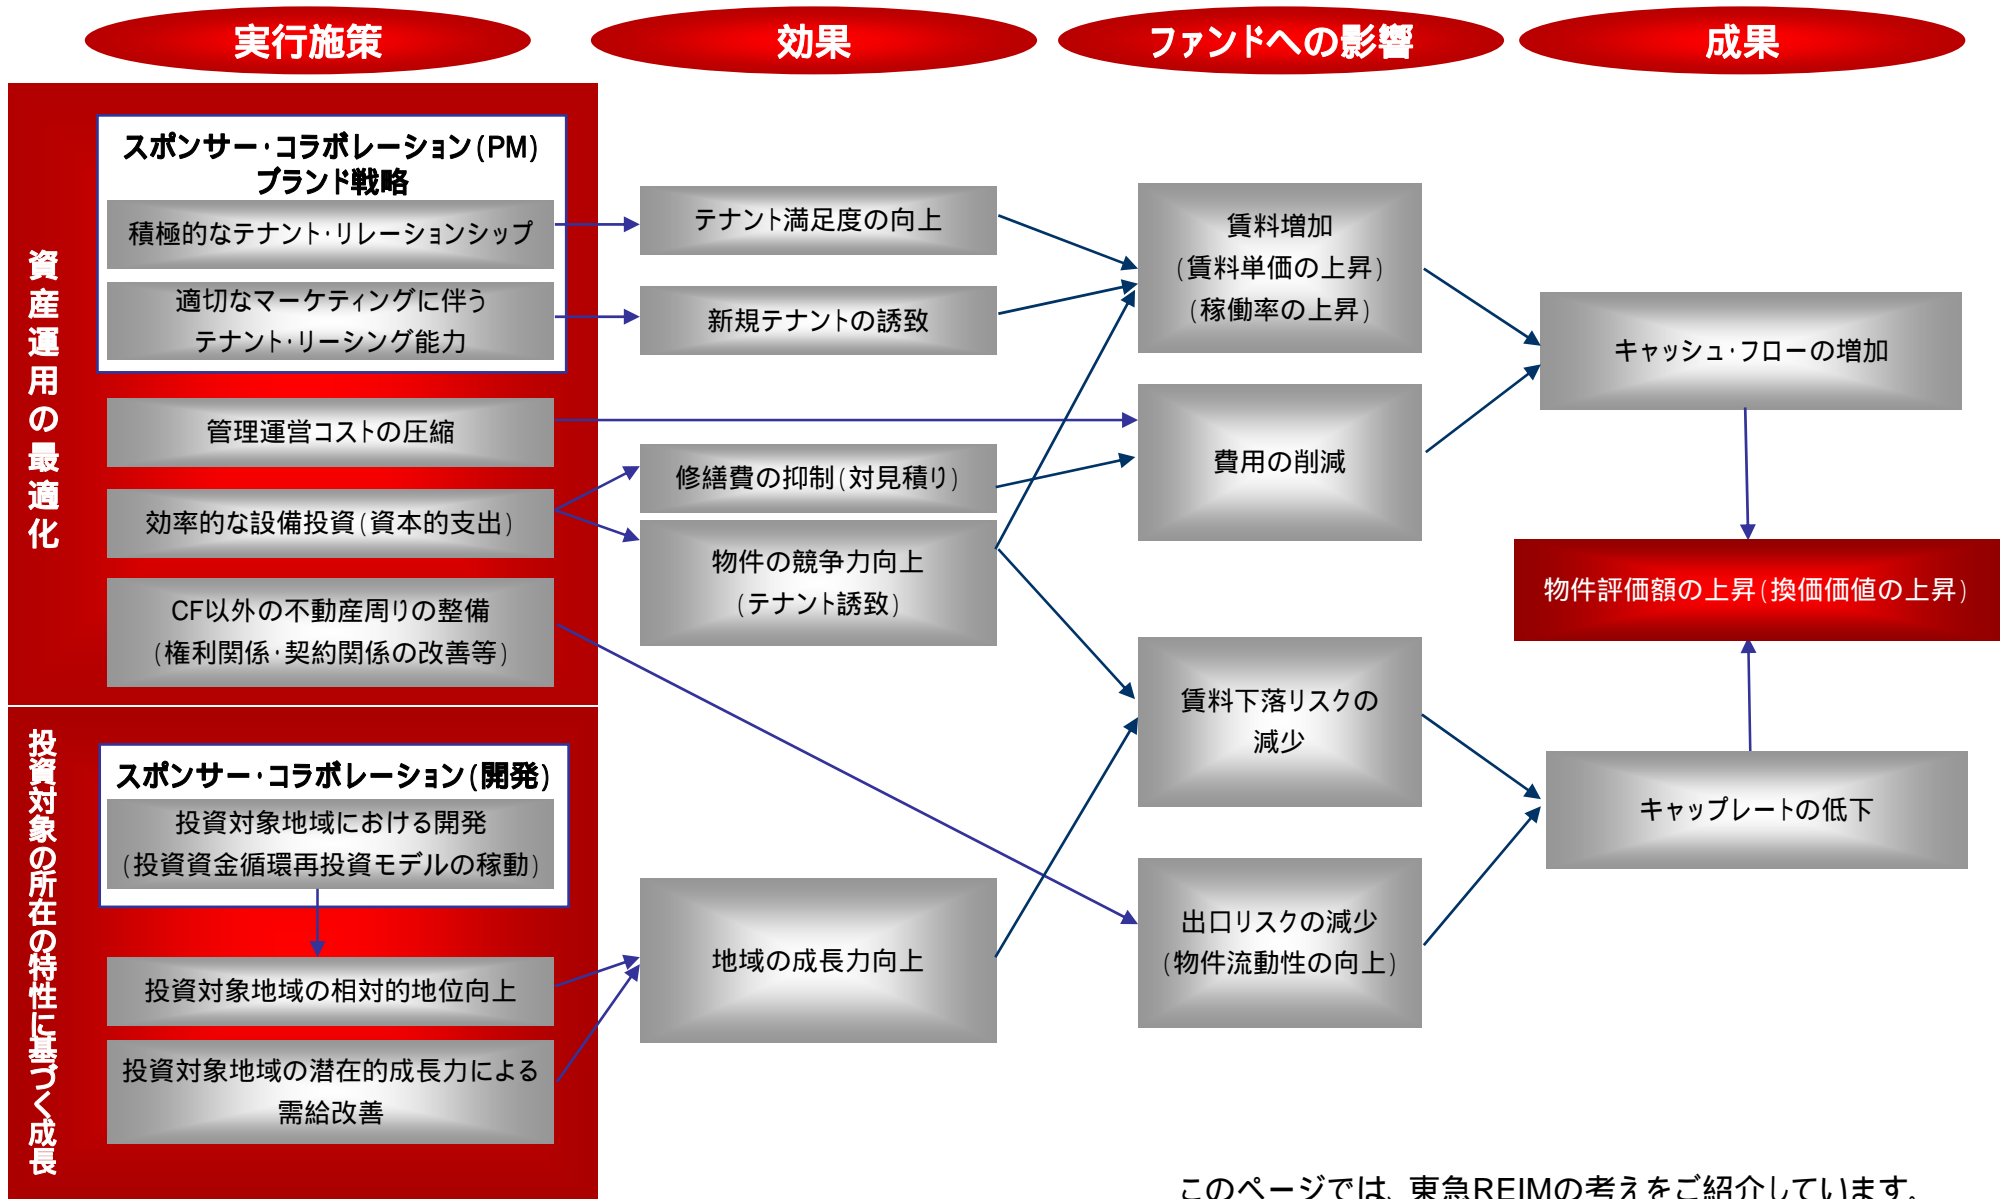 実行施策
効果
ファンドへの影響
成果
資産運用の最適化
スポンサー・コラボレーション(PM)
ブランド戦略
積極的なテナント・リレーションシップ
適切なマーケティングに伴う
テナント・リーシング能力
管理運営コストの圧縮
効率的な設備投資(資本的支出)
CF以外の不動産周りの整備
(権利関係・契約関係の改善等)
投資対象の所在の特性に基づく成長
スポンサー・コラボレーション(開発)
投資対象地域における開発
(投資資金循環再投資モデルの稼動)
投資対象地域の相対的地位向上
投資対象地域の潜在的成長力による
需給改善
テナント満足度の向上
新規テナントの誘致
修繕費の抑制(対見積り)
物件の競争力向上
(テナント誘致)
地域の成長力向上
賃料増加
(賃料単価の上昇)
(稼働率の上昇)
費用の削減
賃料下落リスクの
減少
出口リスクの減少
(物件流動性の向上)
キャッシュ・フローの増加
物件評価額の上昇(換価価値の上昇)
キャップレートの低下
このページでは、東急REIMの考えをご紹介しています。